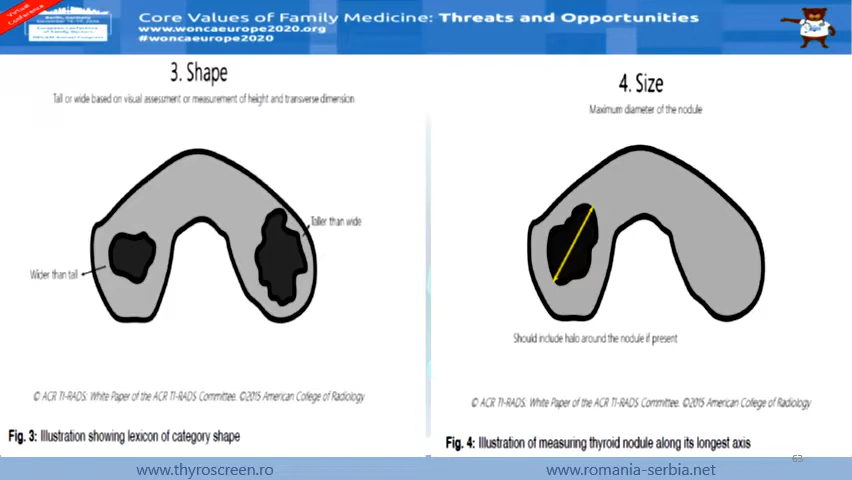 Virtual
Conference
Berlin, Germany
Core Values of Family Medicine: Threats and Opportunities
www.woncaeurope2020.org
#woncaeurope2020
3. Shape
Tall or wide based on visual assessment or measurement of height and transverse dimension
Taller than wide
Wider than tall
© ACR TI-RADS: White Paper of the ACR TI-RADS Committee. ©2015 American College of Radiology
Fig. 3: Illustration showing lexicon of category shape
4. Size
Maximum diameter of the nodule
Should include halo around the nodule if present
© ACR TI-RADS: White Paper of the ACR TI-RADS Committee. ©2015 American College of Radiology
Fig. 4: Illustration of measuring thyroid nodule along its longest axis
63
www.thyroscreen.ro
www.romania-serbia.net